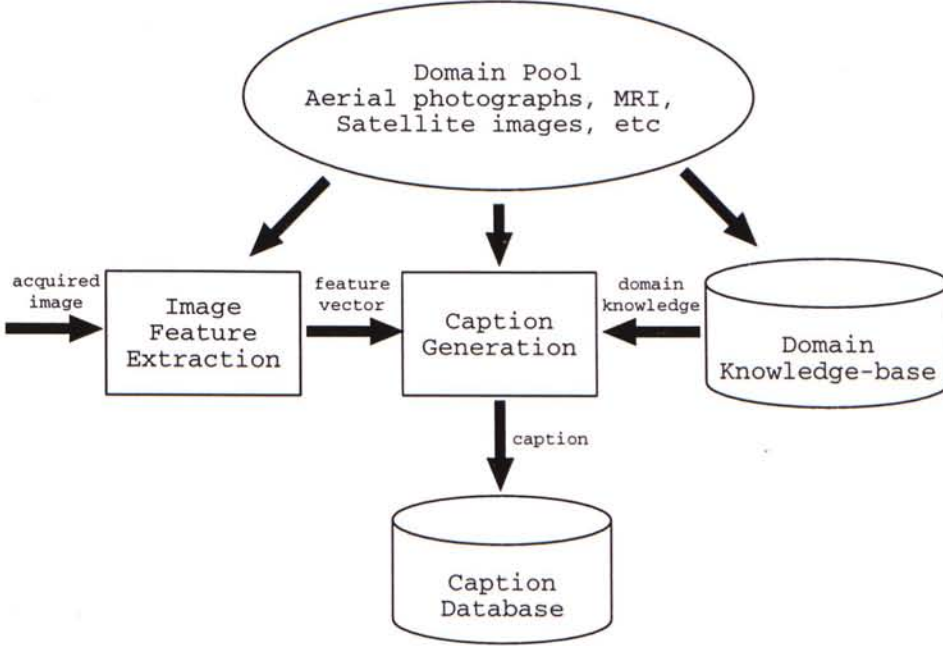 Domain Pool
Aerial photographs, MRI,
Satellite images, etc
acquired
image
Image
Feature
Extraction
feature
vector
Caption
Generation
domain
knowledge
Domain
Knowledge-base
caption
Caption
Database